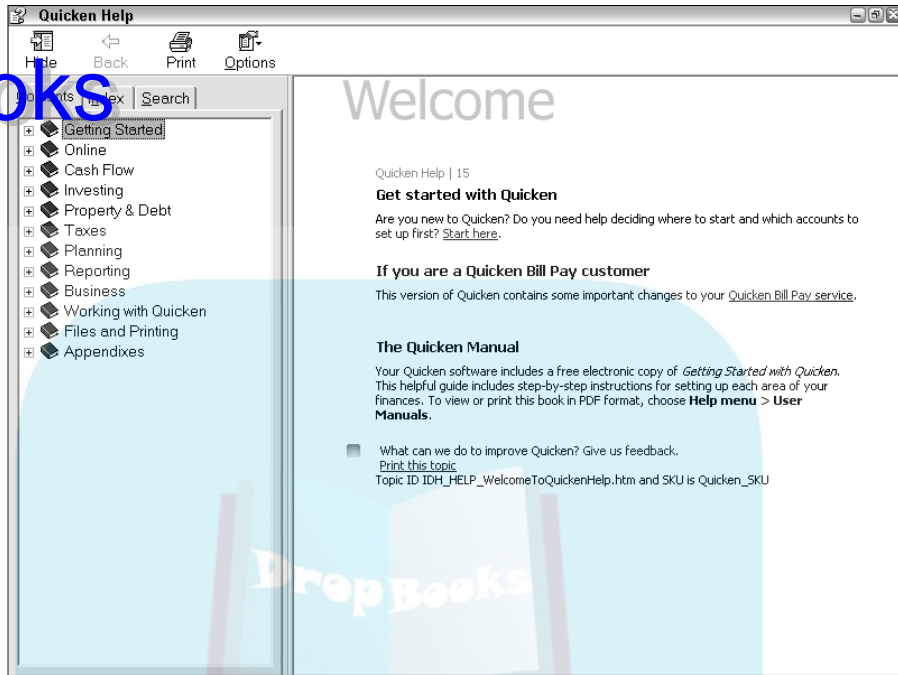 Quicken Help
Hide Back Print Options
oks
Contents Index Search
Getting Started
Online
Cash Flow
Investing
Property & Debt
Taxes
Planning
Reporting
Business
Working with Quicken
Files and Printing
Appendixes
Welcome
Quicken Help | 15
Get started with Quicken
Are you new to Quicken? Do you need help deciding where to start and which accounts to
set up first? Start here.
If you are a Quicken Bill Pay customer
This version of Quicken contains some important changes to your Quicken Bill Pay service.
The Quicken Manual
Your Quicken software includes a free electronic copy of Getting Started with Quicken.
This helpful guide includes step-by-step instructions for setting up each area of your
finances. To view or print this book in PDF format, choose Help menu > User
Manuals.
What can we do to improve Quicken? Give us feedback.
Print this topic
Topic ID IDH_HELP_WelcomeToQuickenHelp.htm and SKU is Quicken_SKU
DropBooks